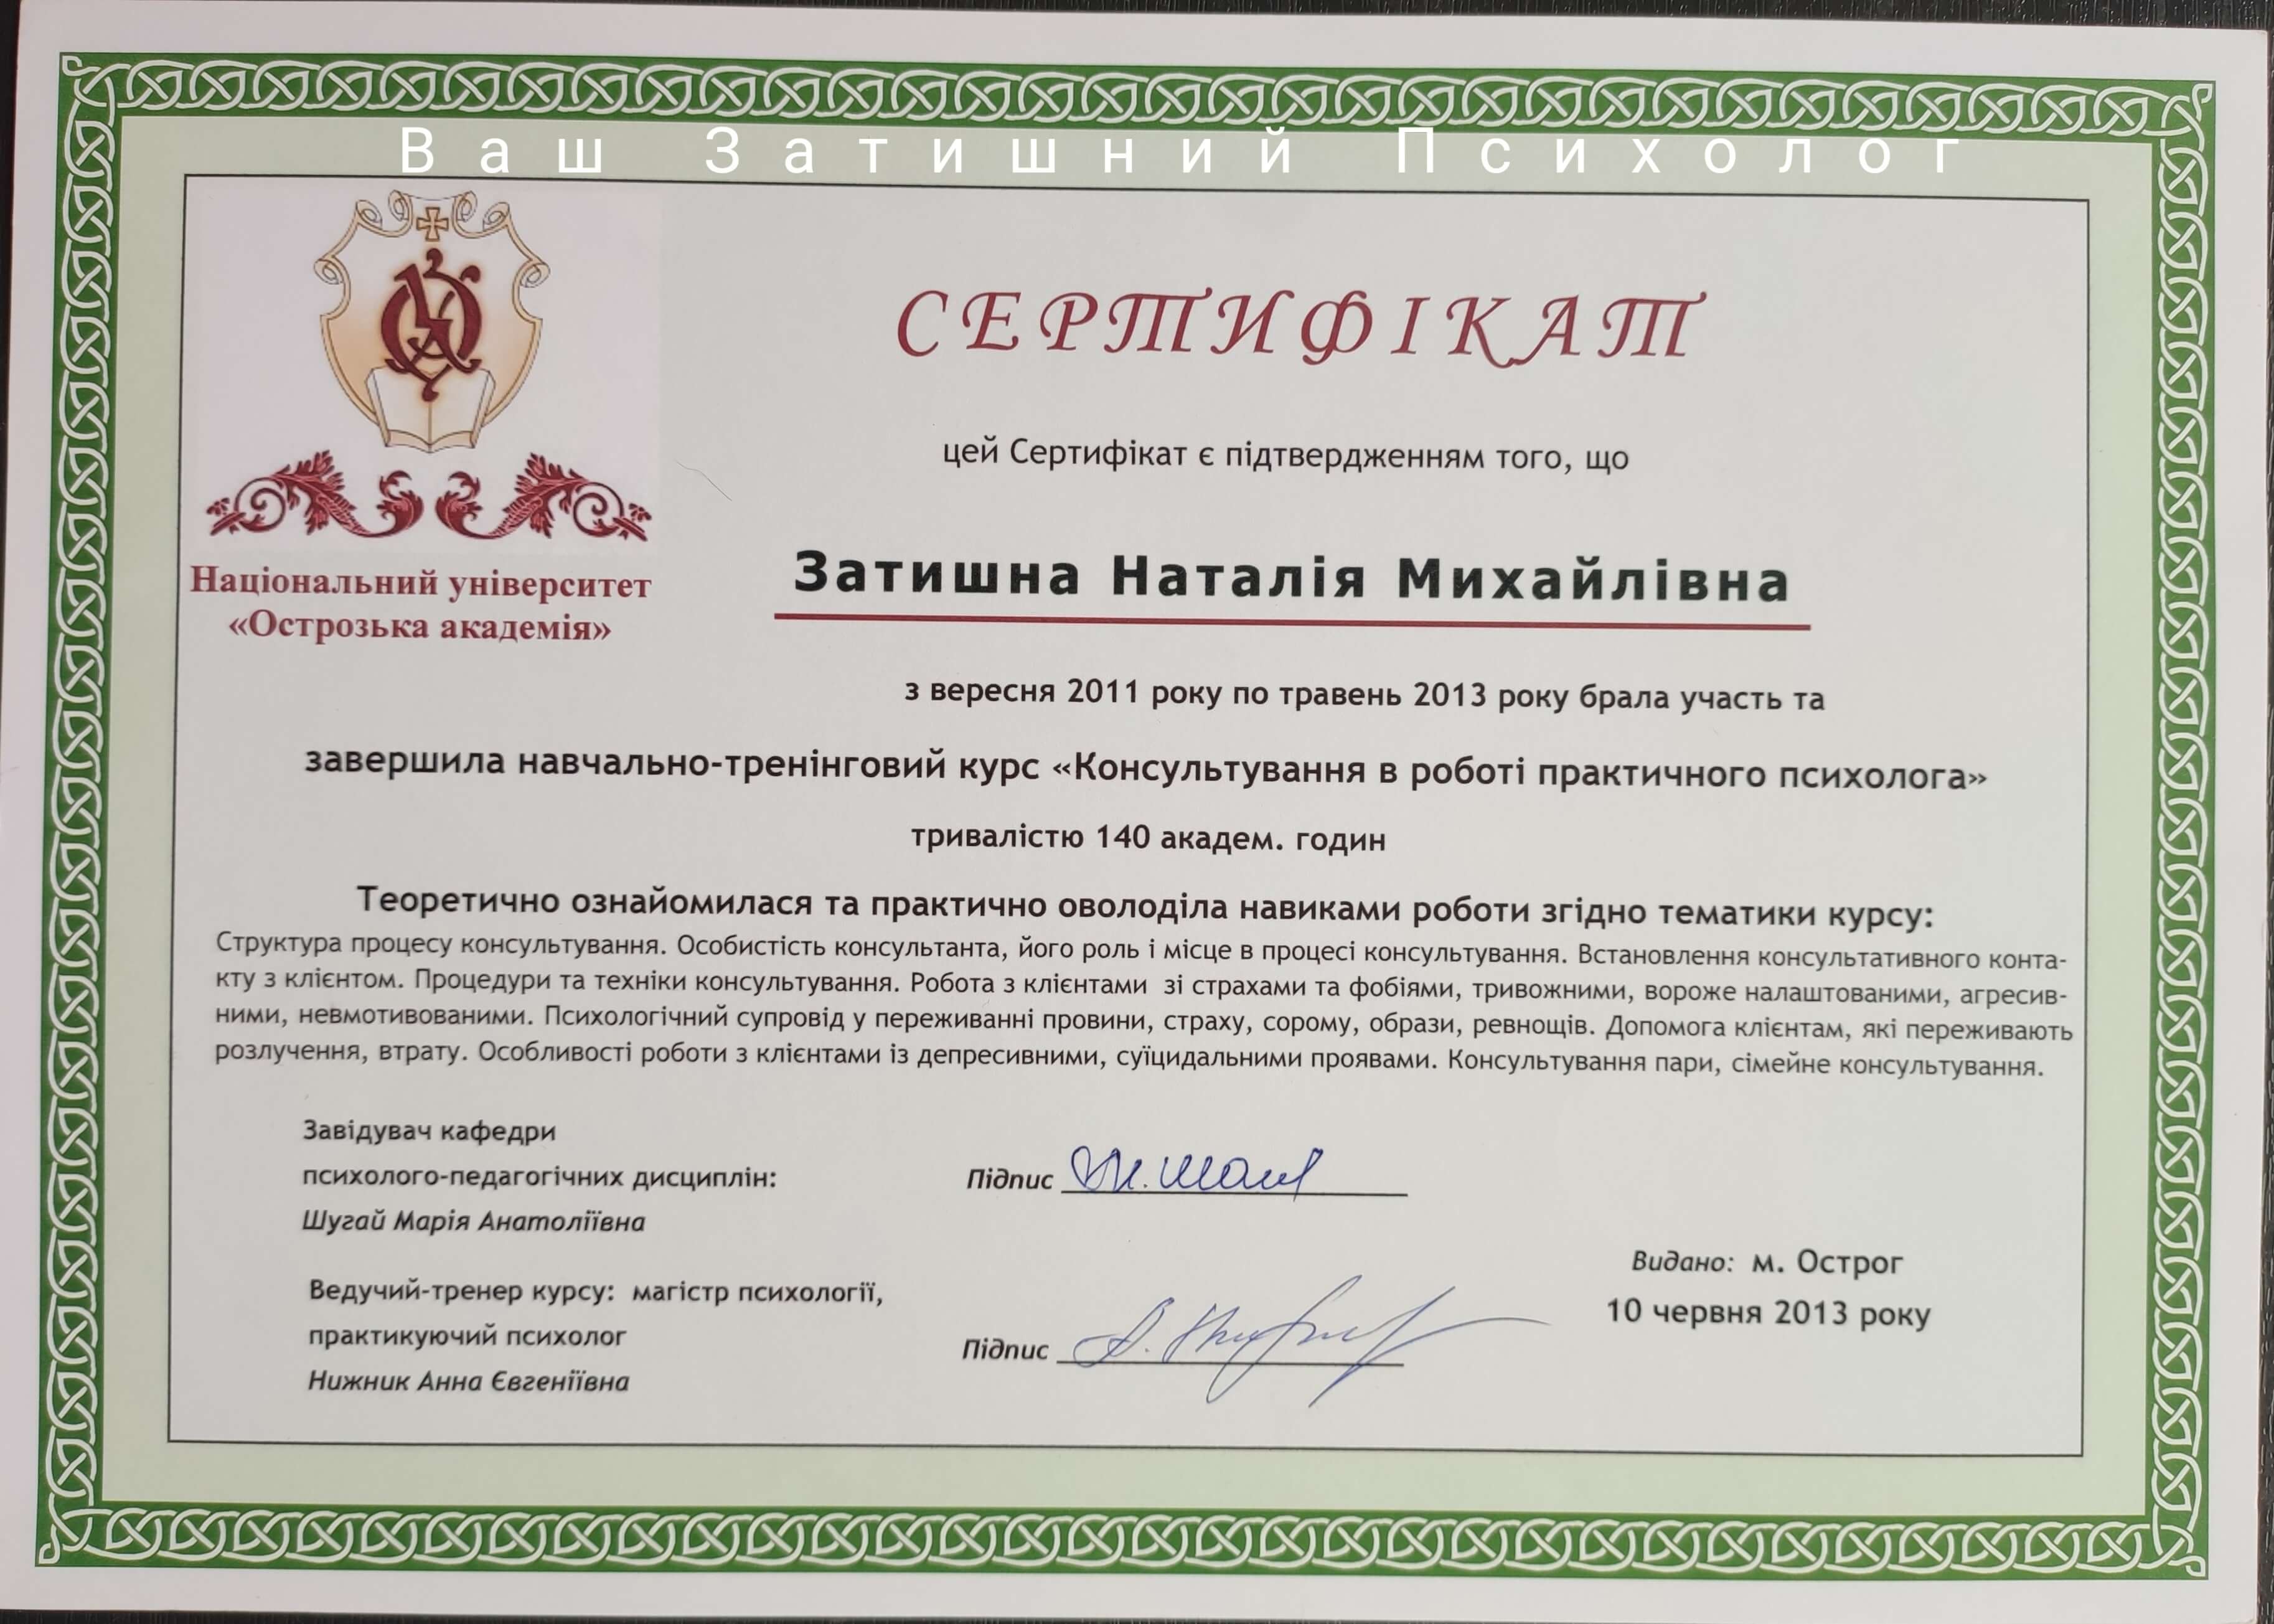 Ваш Затишний Психолог
СЕРТИФІКАТ
цей Сертифікат є підтвердженням того, що
Затишна Наталія Михайлівна
Національний університет
«Острозька академія»
з вересня 2011 року по травень 2013 року брала участь та
завершила навчально-тренінговий курс «Консультування в роботі практичного психолога»
тривалістю 140 академ. годин
Теоретично ознайомилася та практично оволоділа навиками роботи згідно тематики курсу:
Структура процесу консультування. Особистість консультанта, його роль і місце в процесі консультування. Встановлення консультативного конта-
кту з клієнтом. Процедури та техніки консультування. Робота з клієнтами зі страхами та фобіями, тривожними, вороже налаштованими, агресив-
ними, невмотивованими. Психологічний супровід у переживанні провини, страху, сорому, образи, ревнощів. Допомога клієнтам, які переживають
розлучення, втрату. Особливості роботи з клієнтами із депресивними, суїцидальними проявами. Консультування пари, сімейне консультування.
Завідувач кафедри
психолого-педагогічних дисциплін:
Шугай Марія Анатоліївна
Підпис
Ведучий-тренер курсу: магістр психології,
практикуючий психолог
Нижник Анна Євгеніївна
Підпис
Видано: м. Острог
10 червня 2013 року